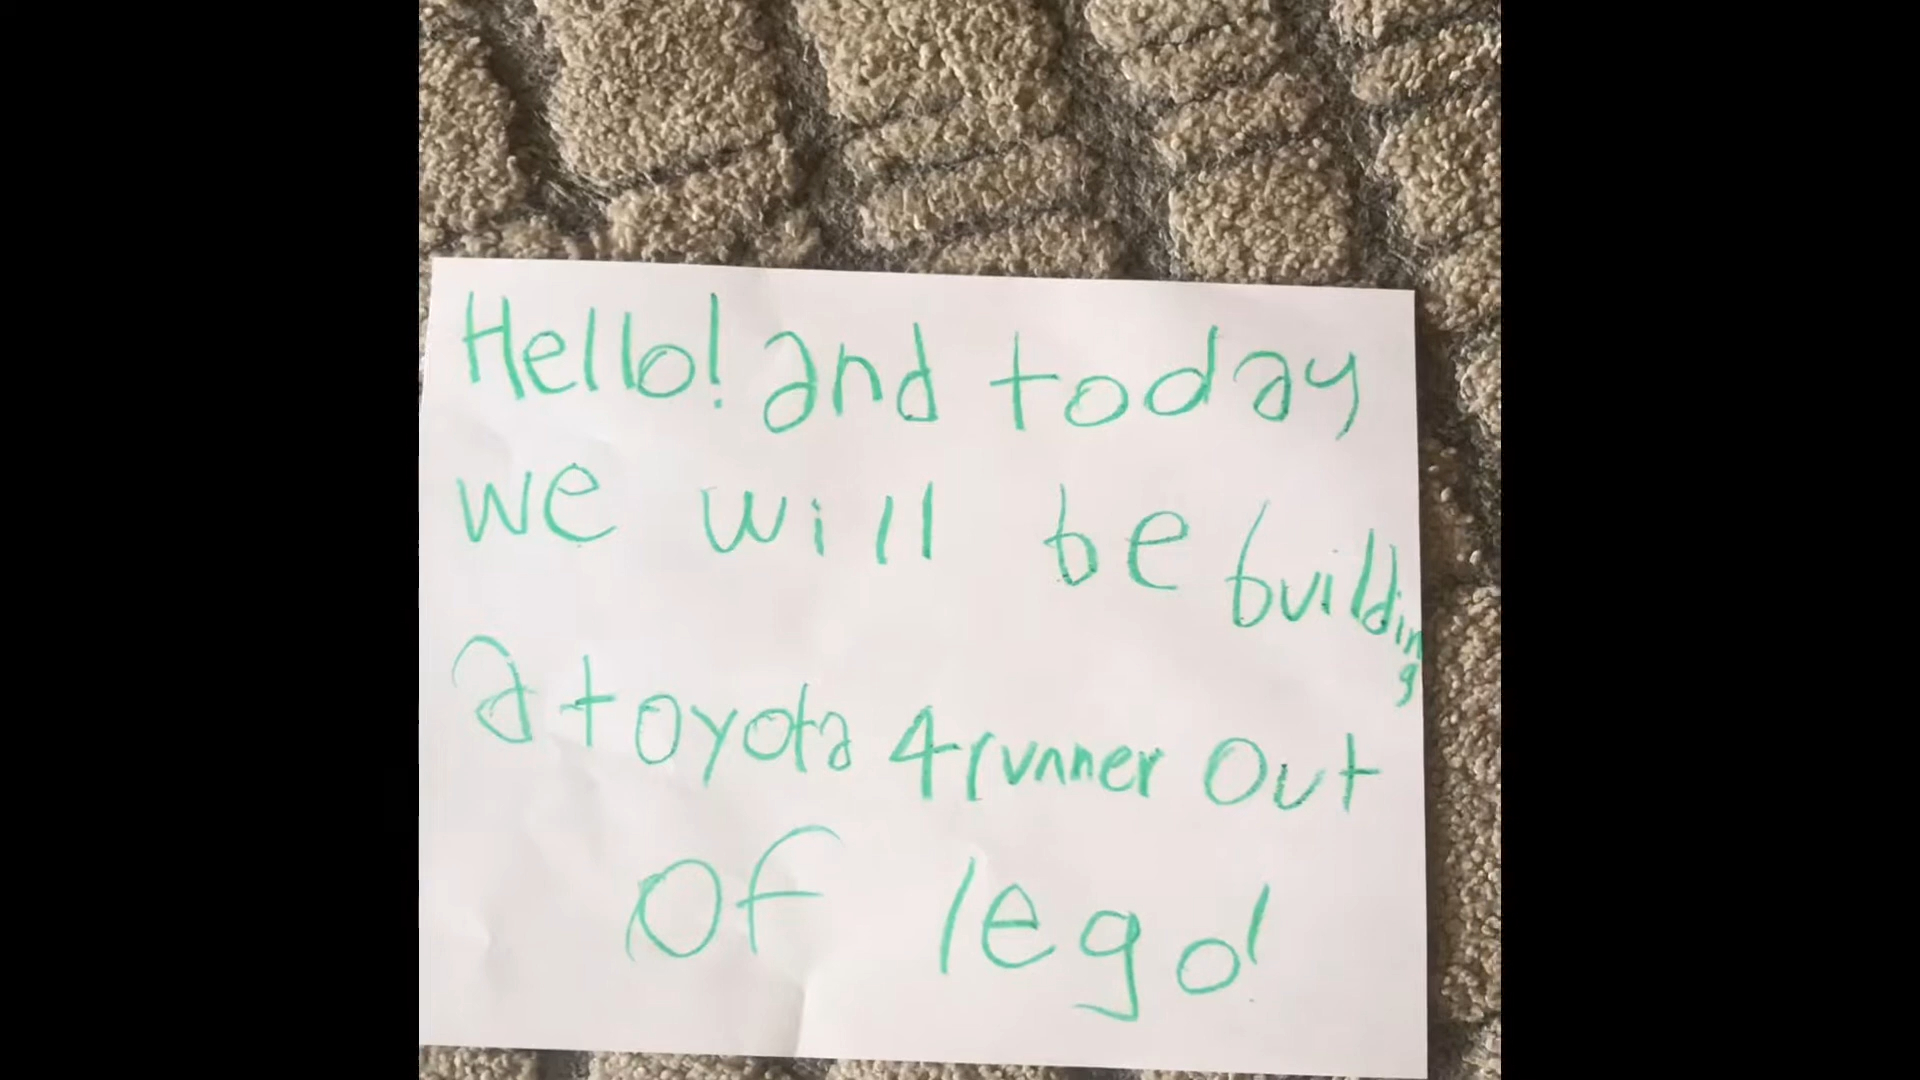 Hello! and today
we will be building
a toyota 4runner out
of lego!